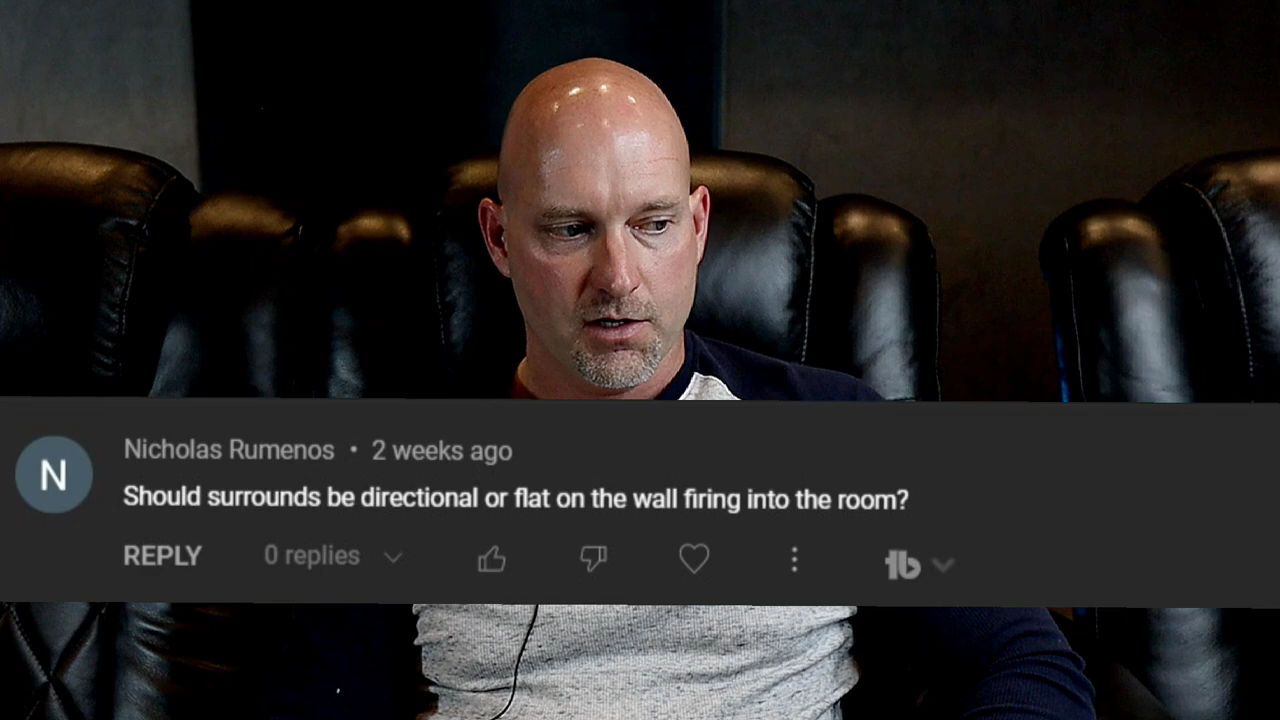 N
Nicholas Rumenos • 2 weeks ago
Should surrounds be directional or flat on the wall firing into the room?
REPLY 0 replies
tb